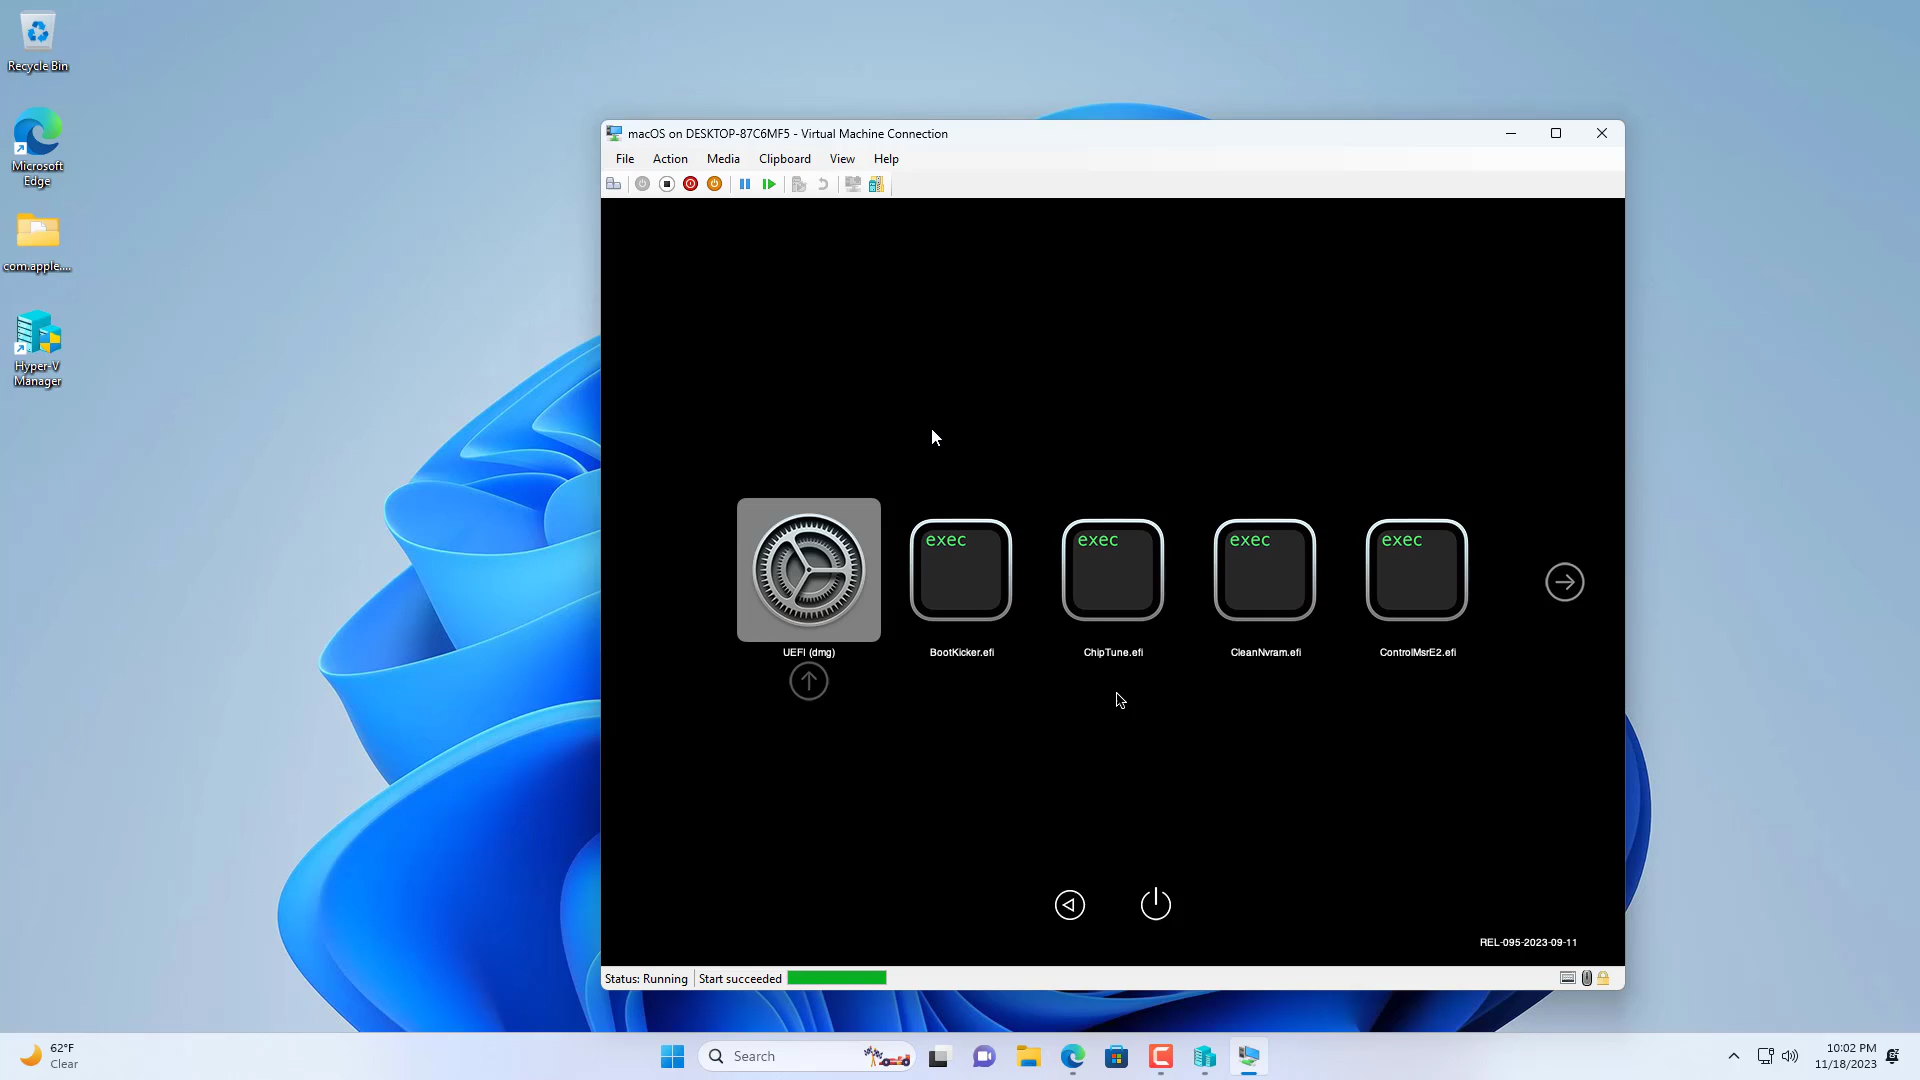 Recycle Bin
Microsoft
Edge
com.apple....
Hyper-V
Manager
macOS on DESKTOP-87C6MF5 - Virtual Machine Connection
File Action Media Clipboard View Help
exec exec exec exec
UEFI (dmg) BootKicker.efi ChipTune.efi CleanNvram.efi ControlMsrE2.efi
REL-095-2023-09-11
Status: Running Start succeeded
62°F
Clear
Search
10:02 PM
11/18/2023